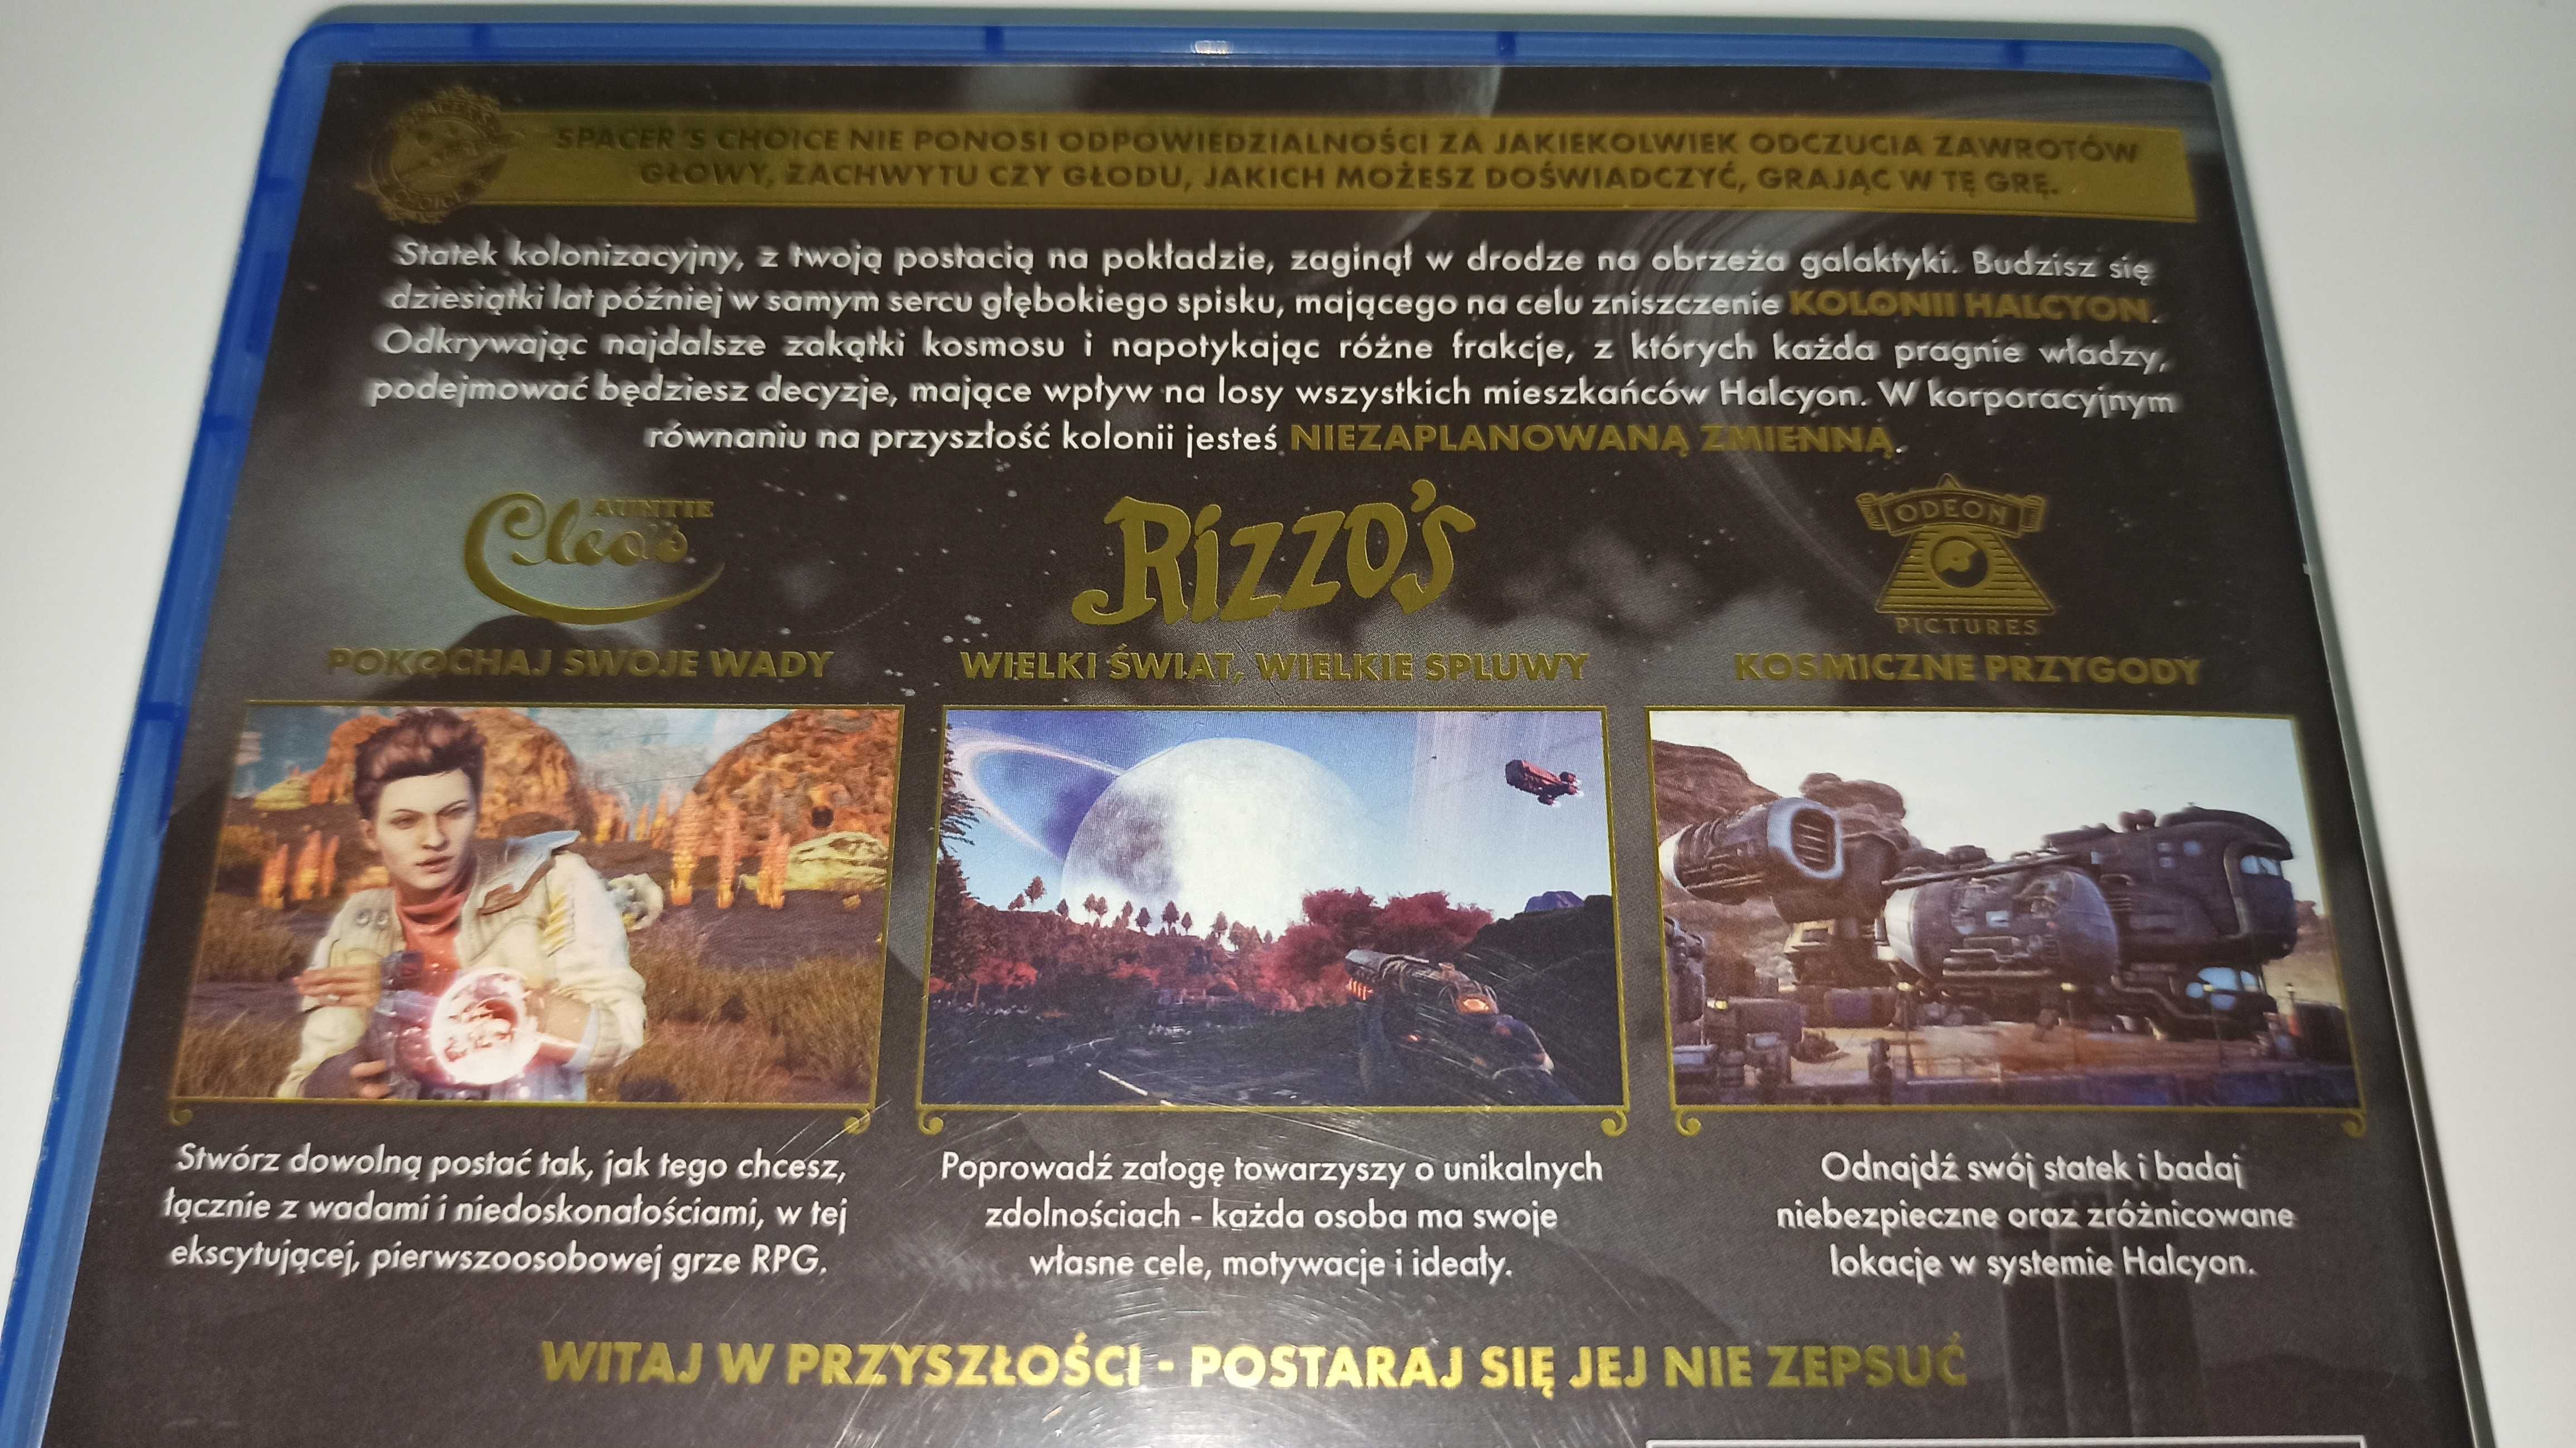 SPACER'S
CHOICE
SPACER'S CHOICE NIE PONOSI ODPOWIEDZIALNOŚCI ZA JAKIEKOLWIEK ODCZUCIA ZAWROTÓW
GŁOWY, ZACHWYTU CZY GŁODU, JAKICH MOŻESZ DOŚWIADCZYĆ, GRAJĄC W TĘ GRĘ.
Statek kolonizacyjny, z twoją postacią na pokładzie, zaginął w drodze na obrzeża galaktyki. Budzisz się
dziesiątki lat później w samym sercu głębokiego spisku, mającego na celu zniszczenie KOLONII HALCYON.
Odkrywając najdalsze zakątki kosmosu i napotykając różne frakcje, z których każda pragnie władzy,
podejmować będziesz decyzje, mające wpływ na losy wszystkich mieszkańców Halcyon. W korporacyjnym
równaniu na przyszłość kolonii jesteś NIEZAPLANOWANĄ ZMIENNĄ.
AUNTIE
Cleo's
POKOCHAJ SWOJE WADY
Stwórz dowolną postać tak, jak tego chcesz,
łącznie z wadami i niedoskonałościami, w tej
ekscytującej, pierwszoosobowej grze RPG.
Rizzo's
WIELKI ŚWIAT, WIELKIE SPLUWY
Poprowadź załogę towarzyszy o unikalnych
zdolnościach - każda osoba ma swoje
własne cele, motywacje i ideały.
ODEON
PICTURES
KOSMICZNE PRZYGODY
Odnajdź swój statek i badaj
niebezpieczne oraz zróżnicowane
lokacje w systemie Halcyon.
WITAJ W PRZYSZŁOŚCI - POSTARAJ SIĘ JEJ NIE ZEPSUĆ